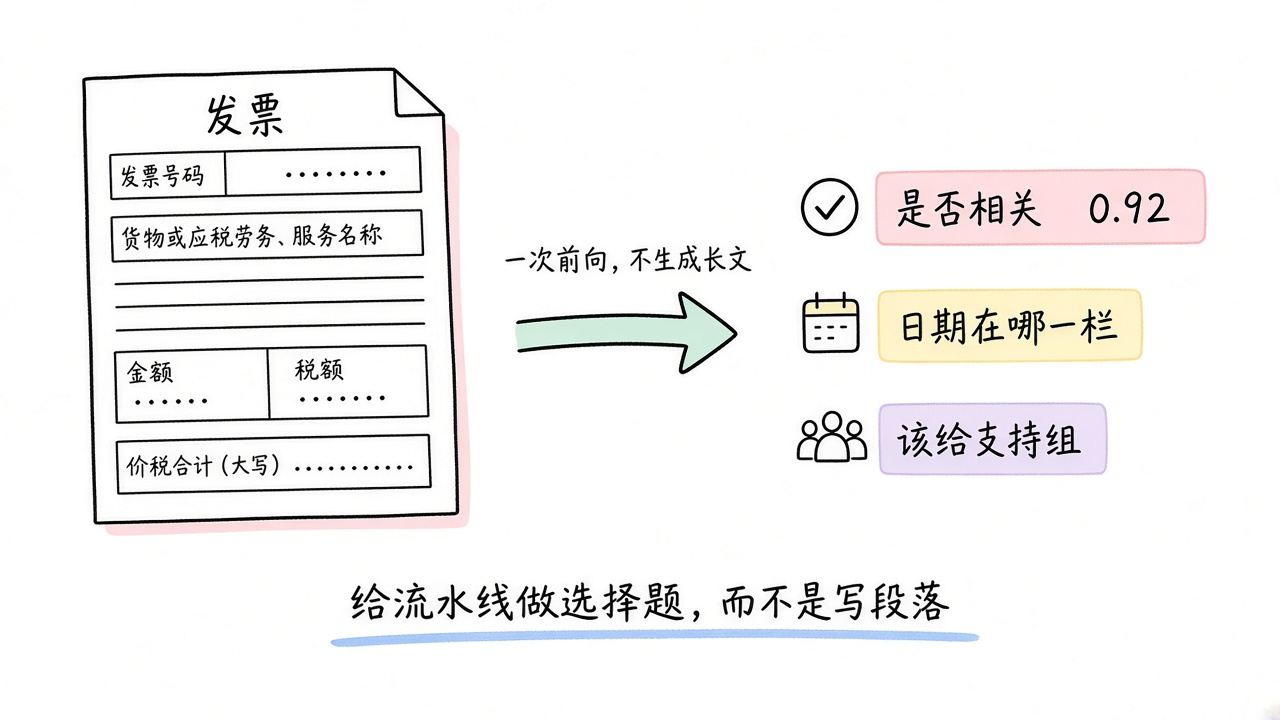 发票
发票号码 ········
货物或应税劳务、服务名称
金额 税额
······ ·······
价税合计(大写) ···········
一次前向,不生成长文
是否相关 0.92
日期在哪一栏
该给支持组
给流水线做选择题,而不是写段落